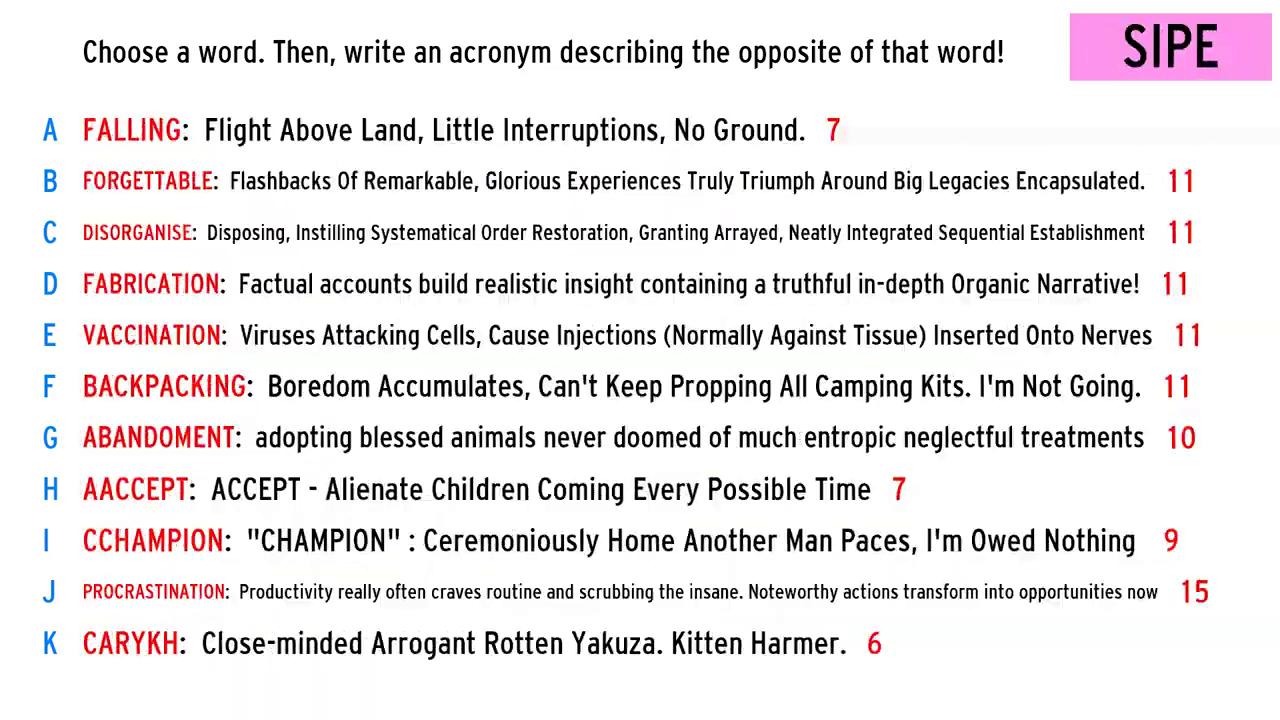 Choose a word. Then, write an acronym describing the opposite of that word!
SIPE
A FALLING: Flight Above Land, Little Interruptions, No Ground. 7
B FORGETTABLE: Flashbacks Of Remarkable, Glorious Experiences Truly Triumph Around Big Legacies Encapsulated. 11
C DISORGANISE: Disposing, Instilling Systematical Order Restoration, Granting Arrayed, Neatly Integrated Sequential Establishment 11
D FABRICATION: Factual accounts build realistic insight containing a truthful in-depth Organic Narrative! 11
E VACCINATION: Viruses Attacking Cells, Cause Injections (Normally Against Tissue) Inserted Onto Nerves 11
F BACKPACKING: Boredom Accumulates, Can't Keep Propping All Camping Kits. I'm Not Going. 11
G ABANDOMENT: adopting blessed animals never doomed of much entropic neglectful treatments 10
H AACCEPT: ACCEPT - Alienate Children Coming Every Possible Time 7
I CCHAMPION: "CHAMPION" : Ceremoniously Home Another Man Paces, I'm Owed Nothing 9
J PROCRASTINATION: Productivity really often craves routine and scrubbing the insane. Noteworthy actions transform into opportunities now 15
K CARYKH: Close-minded Arrogant Rotten Yakuza. Kitten Harmer. 6